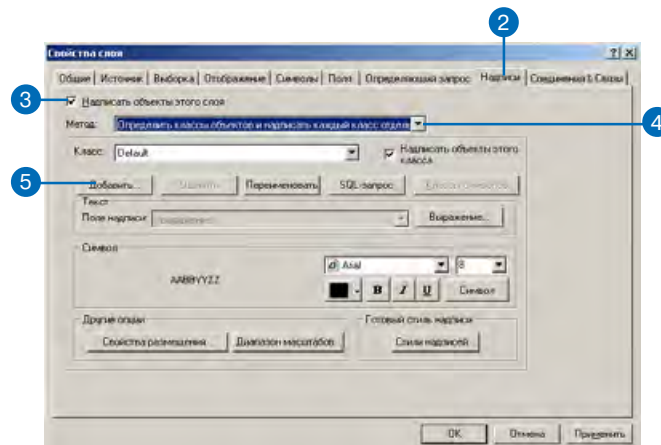 2
Свойства слоя
Общие Источник Выборка Отображение Символы Поля Определяющий запрос Надписи Соединения & Связи
3
Надписать объекты этого слоя
Метод: Определить классы объектов и надписать каждый класс отдел
4
Класс: Default
Надписать объекты этого класса
5
Добавить... Удалить Переименовать SQL-запрос
Текст
Поле надписи:
Выражение...
Символ
AABBYYZZ
Arial 8
B I U Символ
Другие опции
Готовый стиль надписи
Свойства размещения Диапазон масштабов Стили надписей
OK Отмена Применить